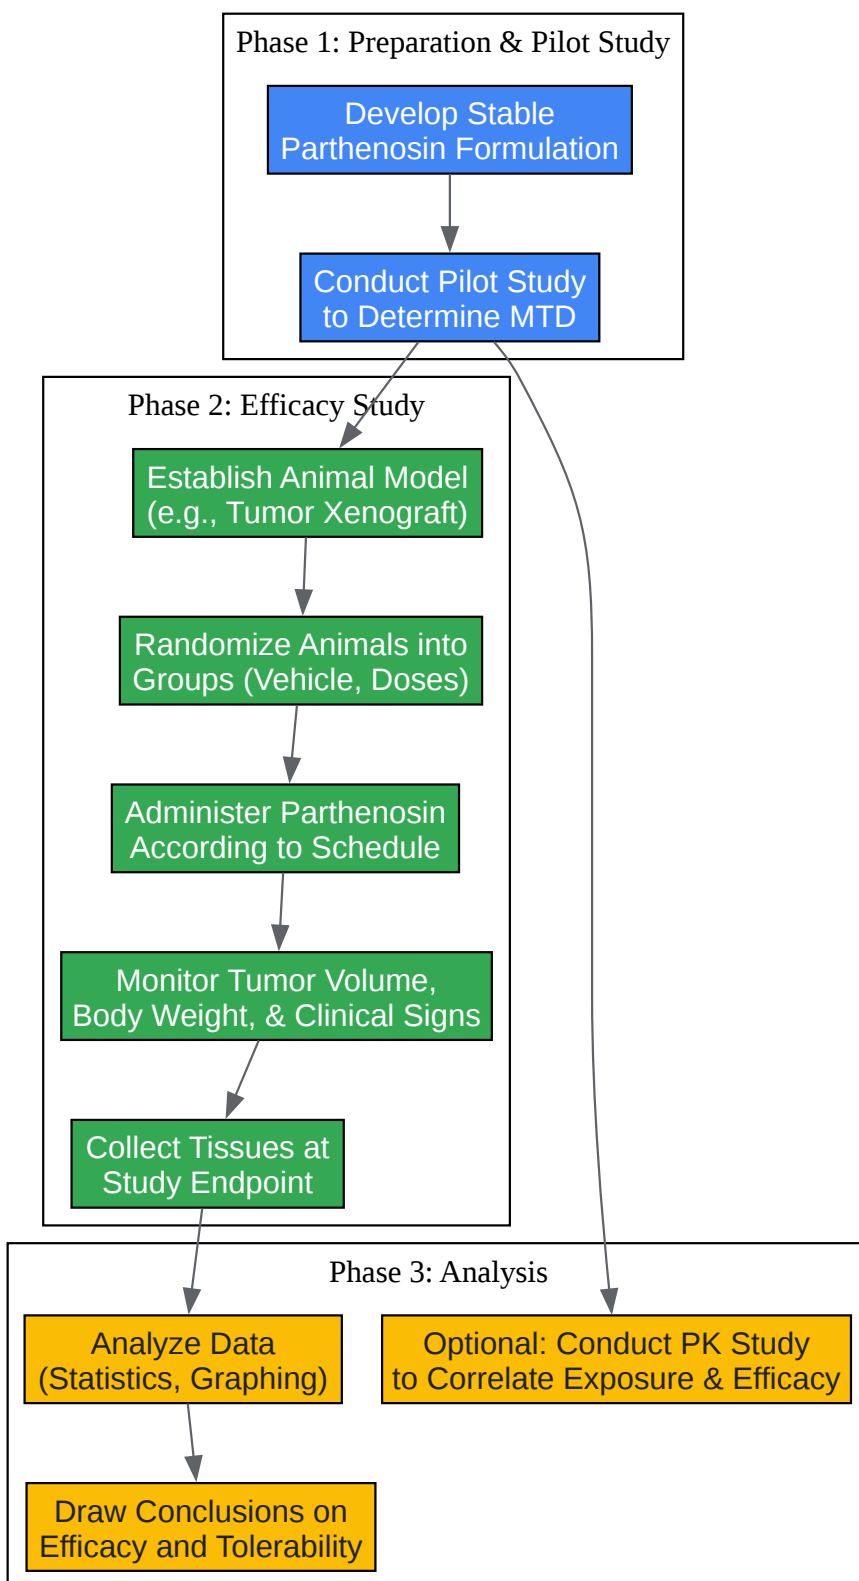 Phase 1: Preparation & Pilot Study
Develop Stable
Parthenosin Formulation
Conduct Pilot Study
to Determine MTD
Phase 2: Efficacy Study
Establish Animal Model
(e.g., Tumor Xenograft)
Randomize Animals into
Groups (Vehicle, Doses)
Administer Parthenosin
According to Schedule
Monitor Tumor Volume,
Body Weight, & Clinical Signs
Collect Tissues at
Study Endpoint
Phase 3: Analysis
Analyze Data
(Statistics, Graphing)
Optional: Conduct PK Study
to Correlate Exposure & Efficacy
Draw Conclusions on
Efficacy and Tolerability